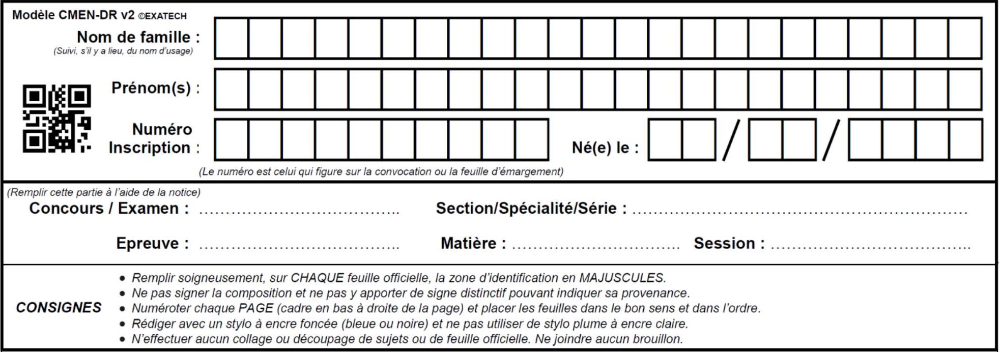 Modèle CMEN-DR v2 ©EXATECH
Nom de famille :
(Suivi, s'il y a lieu, du nom d'usage)
Prénom(s) :
Numéro
Inscription :
Né(e) le : / /
(Le numéro est celui qui figure sur la convocation ou la feuille d'émargement)
(Remplir cette partie à l'aide de la notice)
Concours / Examen : ........................................ Section/Spécialité/Série : ................................................................
Epreuve : ........................................ Matière : .................................. Session : ........................................
CONSIGNES
• Remplir soigneusement, sur CHAQUE feuille officielle, la zone d'identification en MAJUSCULES.
• Ne pas signer la composition et ne pas y apporter de signe distinctif pouvant indiquer sa provenance.
• Numéroter chaque PAGE (cadre en bas à droite de la page) et placer les feuilles dans le bon sens et dans l'ordre.
• Rédiger avec un stylo à encre foncée (bleue ou noire) et ne pas utiliser de stylo plume à encre claire.
• N'effectuer aucun collage ou découpage de sujets ou de feuille officielle. Ne joindre aucun brouillon.